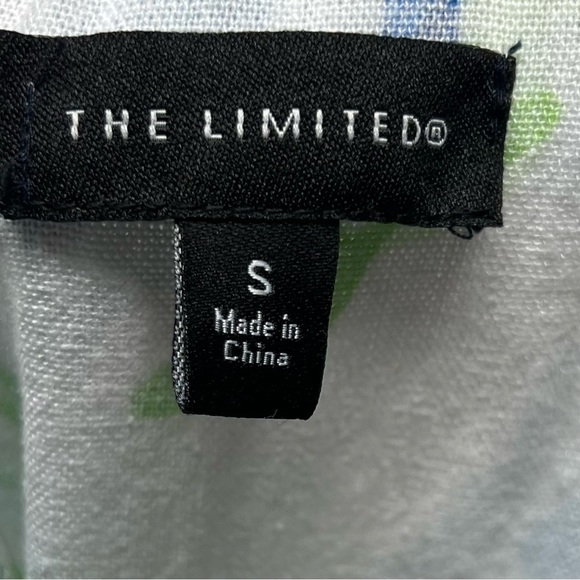 THE LIMITED®
S
Made in
China